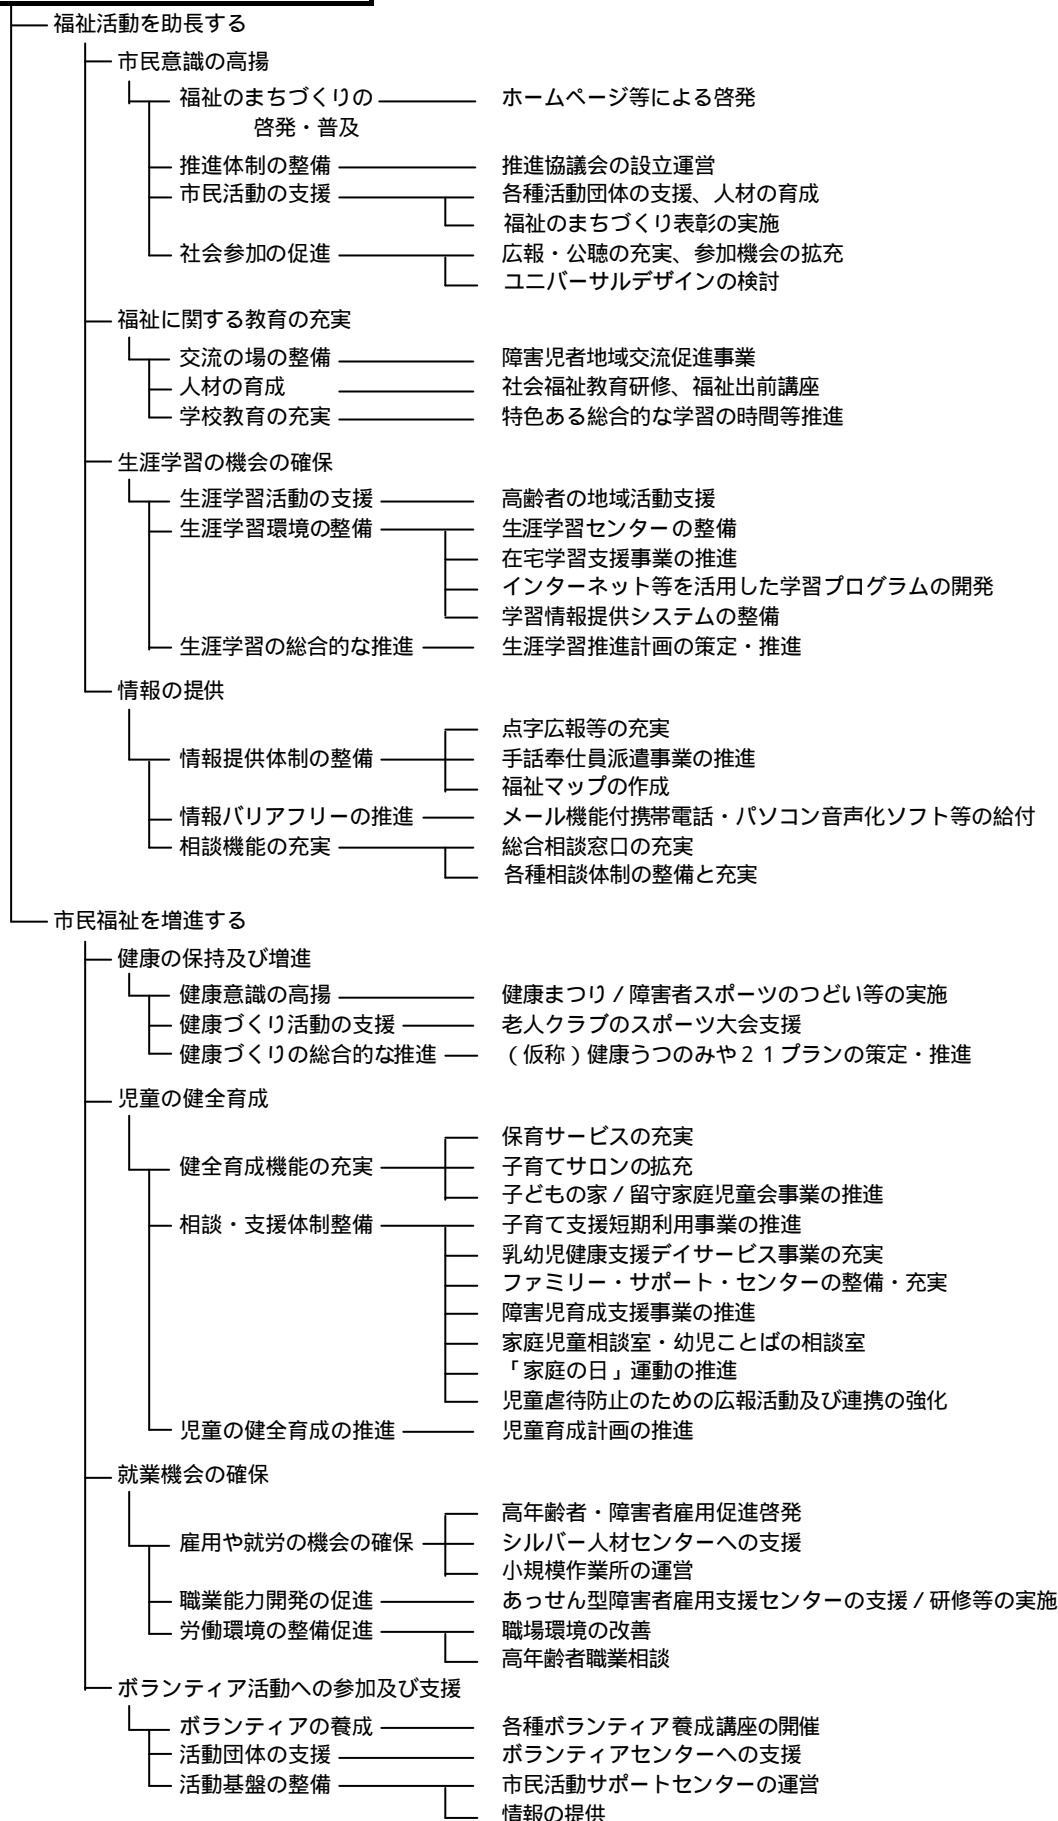 福祉活動を助長する
市民意識の高揚
福祉のまちづくりの ホームページ等による啓発
啓発・普及
推進体制の整備 推進協議会の設立運営
市民活動の支援 各種活動団体の支援、人材の育成
福祉のまちづくり表彰の実施
社会参加の促進 広報・公聴の充実、参加機会の拡充
ユニバーサルデザインの検討
福祉に関する教育の充実
交流の場の整備 障害児者地域交流促進事業
人材の育成 社会福祉教育研修、福祉出前講座
学校教育の充実 特色ある総合的な学習の時間等推進
生涯学習の機会の確保
生涯学習活動の支援 高齢者の地域活動支援
生涯学習環境の整備 生涯学習センターの整備
在宅学習支援事業の推進
インターネット等を活用した学習プログラムの開発
学習情報提供システムの整備
生涯学習の総合的な推進 生涯学習推進計画の策定・推進
情報の提供
点字広報等の充実
情報提供体制の整備 手話奉仕員派遣事業の推進
福祉マップの作成
情報バリアフリーの推進 メール機能付携帯電話・パソコン音声化ソフト等の給付
相談機能の充実 総合相談窓口の充実
各種相談体制の整備と充実
市民福祉を増進する
健康の保持及び増進
健康意識の高揚 健康まつり/障害者スポーツのつどい等の実施
健康づくり活動の支援 老人クラブのスポーツ大会支援
健康づくりの総合的な推進 (仮称)健康うつのみや21プランの策定・推進
児童の健全育成
保育サービスの充実
健全育成機能の充実 子育てサロンの拡充
子どもの家/留守家庭児童会事業の推進
相談・支援体制整備 子育て支援短期利用事業の推進
乳幼児健康支援デイサービス事業の充実
ファミリー・サポート・センターの整備・充実
障害児育成支援事業の推進
家庭児童相談室・幼児ことばの相談室
「家庭の日」運動の推進
児童虐待防止のための広報活動及び連携の強化
児童の健全育成の推進 児童育成計画の推進
就業機会の確保
高年齢者・障害者雇用促進啓発
雇用や就労の機会の確保 シルバー人材センターへの支援
小規模作業所の運営
職業能力開発の促進 あっせん型障害者雇用支援センターの支援/研修等の実施
労働環境の整備促進 職場環境の改善
高年齢者職業相談
ボランティア活動への参加及び支援
ボランティアの養成 各種ボランティア養成講座の開催
活動団体の支援 ボランティアセンターへの支援
活動基盤の整備 市民活動サポートセンターの運営
情報の提供